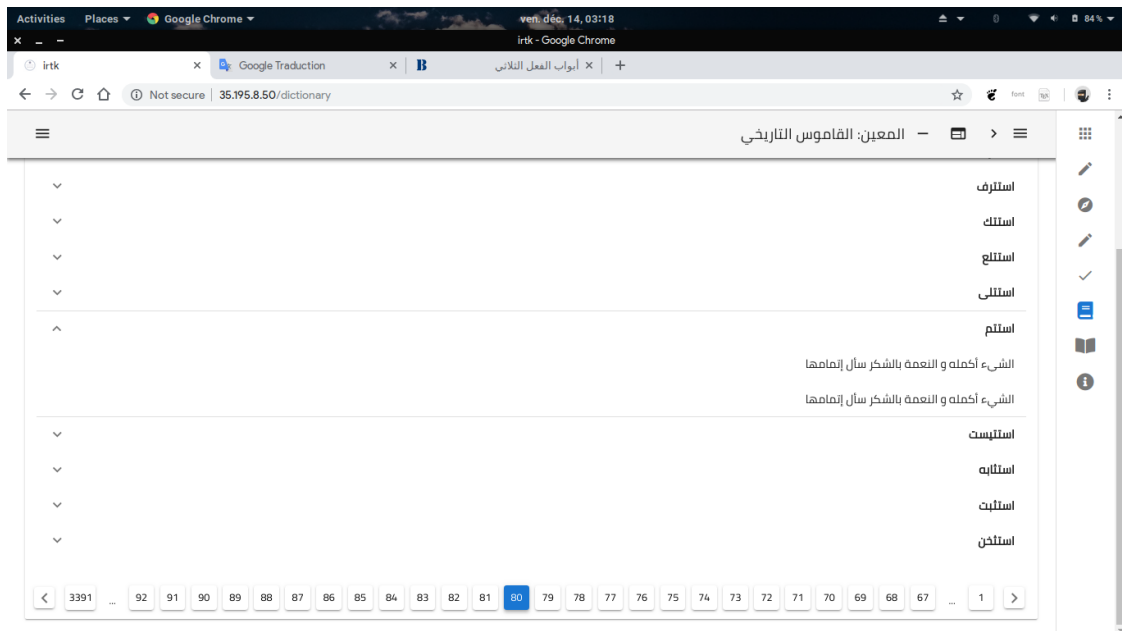 Activities Places Google Chrome ven. déc. 14, 03:18 84 %
irtk - Google Chrome
irtk Google Traduction أبواب الفعل الثلاثي
Not secure 35.195.8.50/dictionary font
المعين: القاموس التاريخي
استترف
استتك
استتلع
استتلى
استتم
الشيء أكمله و النعمة بالشكر سأل إتمامها
الشيء أكمله و النعمة بالشكر سأل إتمامها
استتيست
استثابه
استثبت
استثخن
3391 ... 92 91 90 89 88 87 86 85 84 83 82 81 80 79 78 77 76 75 74 73 72 71 70 69 68 67 ... 1